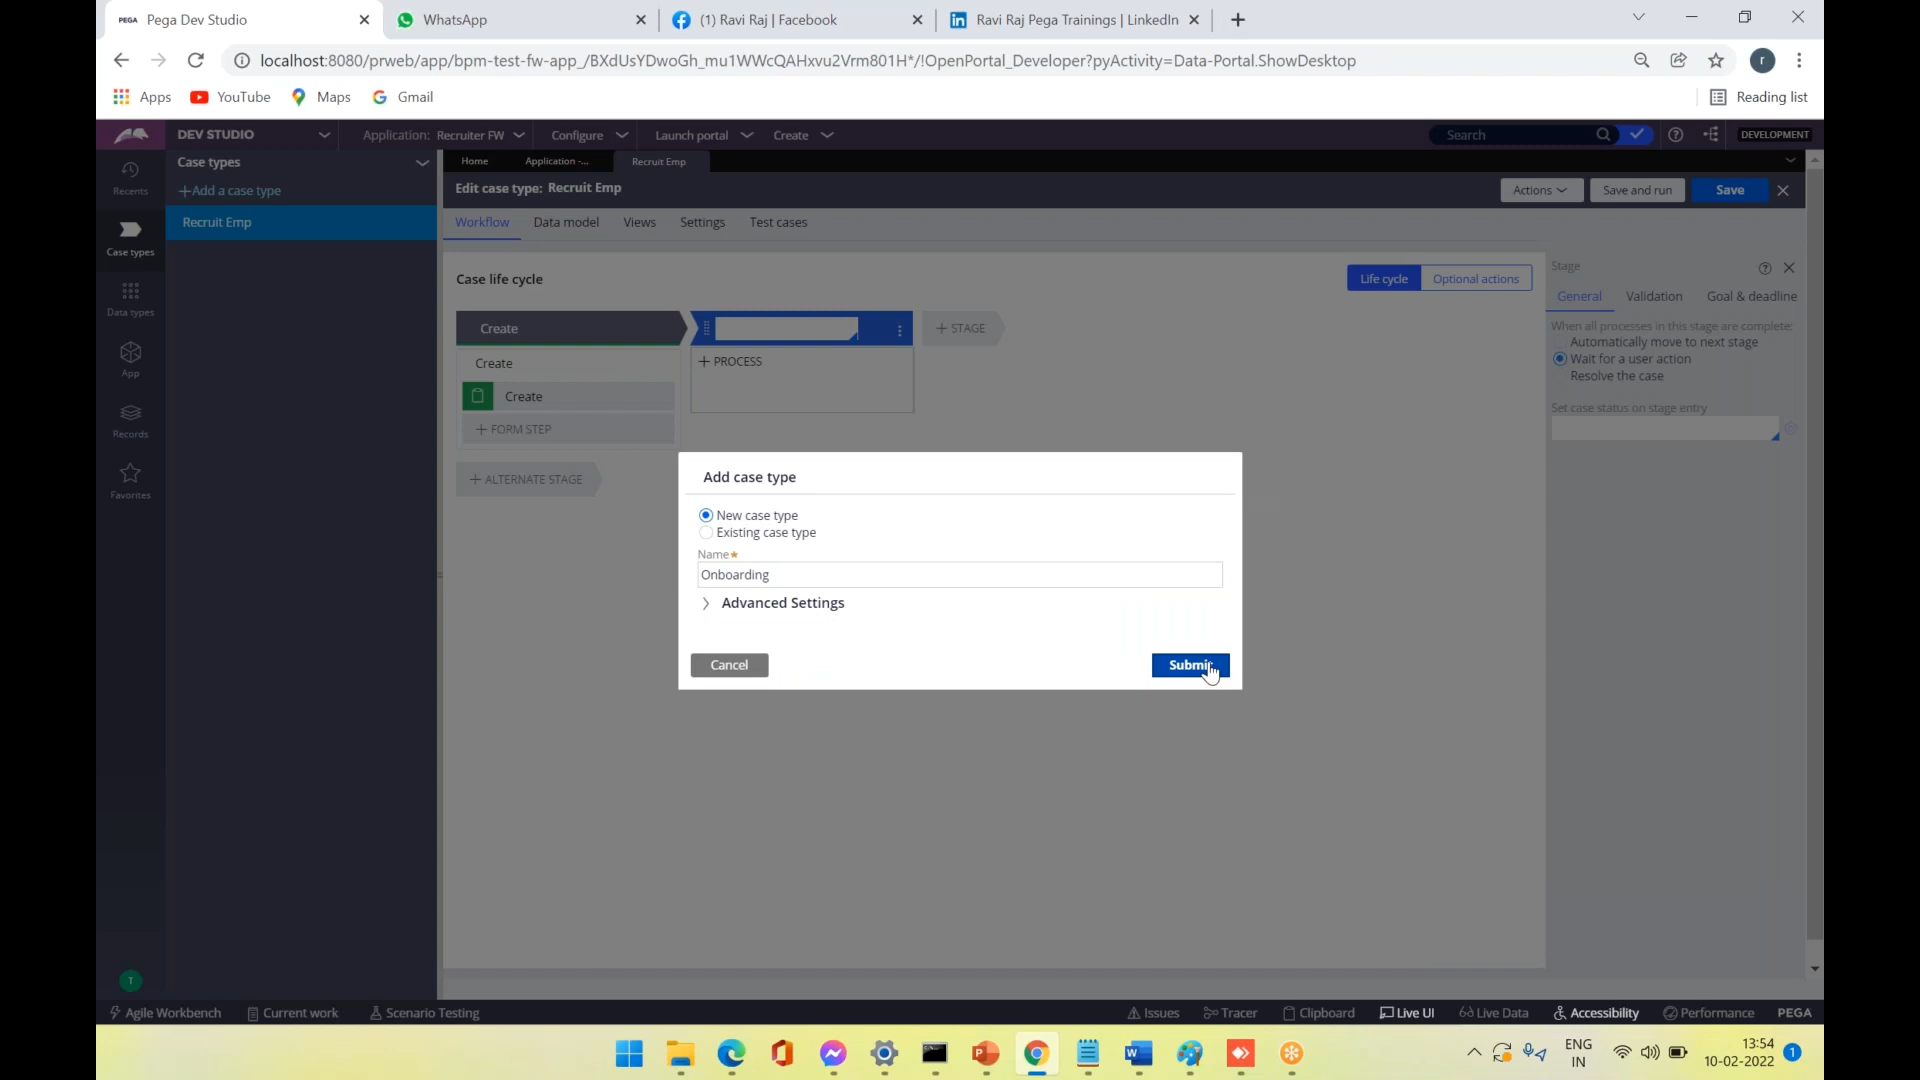 PEGA Pega Dev Studio
WhatsApp
(1) Ravi Raj | Facebook
Ravi Raj Pega Trainings | LinkedIn
localhost:8080/prweb/app/bpm-test-fw-app_/BXdUsYDwoGh_mu1WWcQAHxvu2Vrm801H*/!OpenPortal_Developer?pyActivity=Data-Portal.ShowDesktop
r
Apps YouTube Maps Gmail Reading list
DEV STUDIO Application: Recruiter FW Configure Launch portal Create Search DEVELOPMENT
Recents
Case types
Data types
App
Records
Favorites
T
Case types
+Add a case type
Recruit Emp
Home Application -... Recruit Emp
Edit case type: Recruit Emp
Actions Save and run Save
Workflow Data model Views Settings Test cases
Case life cycle
Life cycle Optional actions
Create
+ STAGE
Create
+ PROCESS
Create
+ FORM STEP
+ ALTERNATE STAGE
Stage
General Validation Goal & deadline
When all processes in this stage are complete:
Automatically move to next stage
Wait for a user action
Resolve the case
Set case status on stage entry
Add case type
New case type
Existing case type
Name★
Onboarding
Advanced Settings
Cancel Submit
Agile Workbench Current work Scenario Testing Issues Tracer Clipboard Live UI Live Data Accessibility Performance PEGA
ENG
IN
13:54
10-02-2022
1